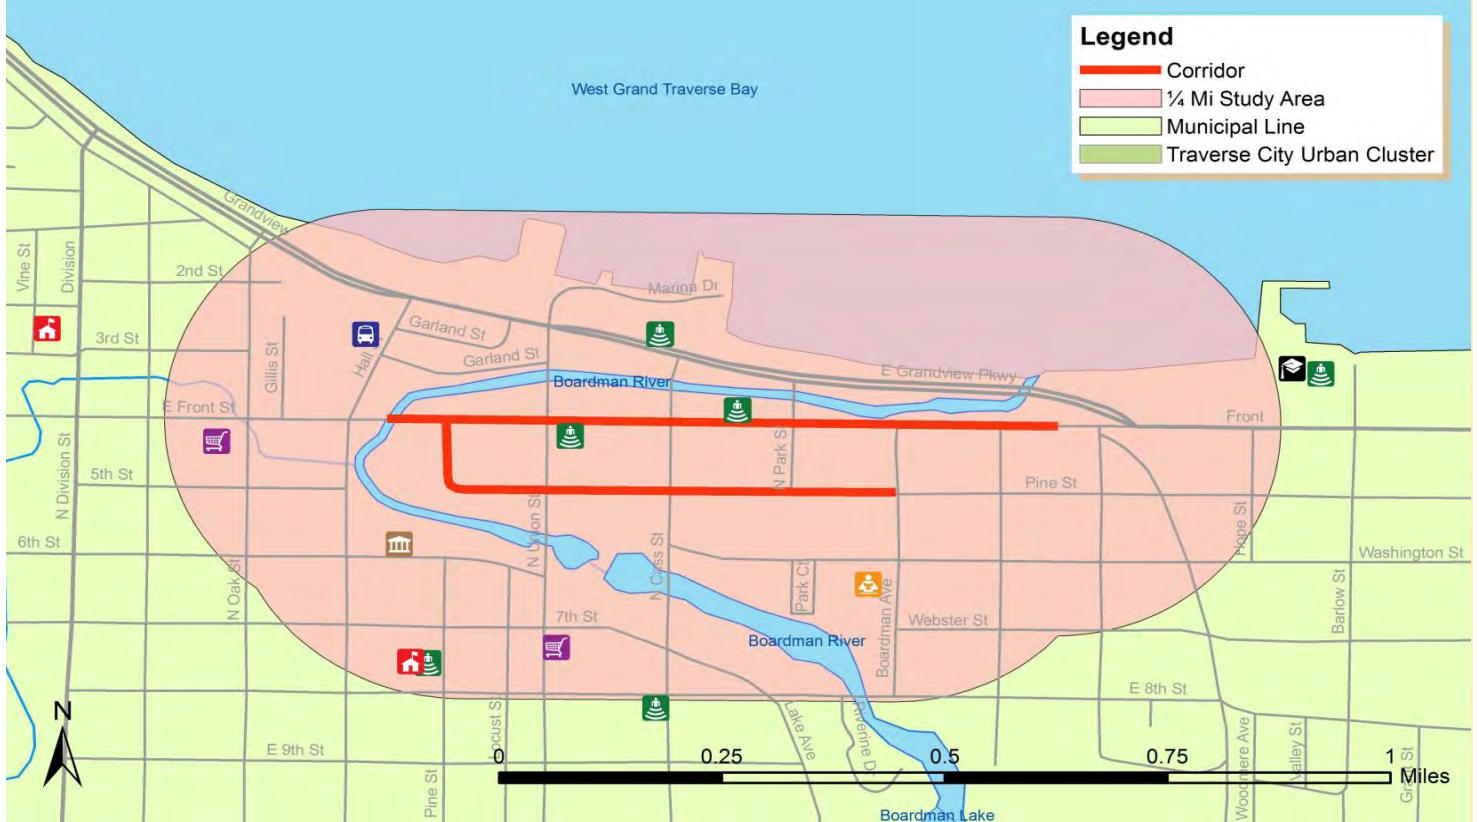 Legend
Corridor
¼ Mi Study Area
Municipal Line
Traverse City Urban Cluster
West Grand Traverse Bay
Grandview
Vine St
Division
2nd St
Marina Dr
3rd St
Gillis St
Hall
Garland St
Garland St
E Grandview Pkwy
Boardman River
E Front St
Front
N Division St
5th St
N Park St
Pine St
6th St
N Oak St
N Union St
N Cass St
Hope St
Washington St
Park Ct
Boardman Ave
Barlow St
7th St
Webster St
Boardman River
E 8th St
N
Locust S
Lake Ave
Riverine Dr
E 9th St
Pine St
Woodmere Ave
Valley St
0 0.25 0.5 0.75 1
Miles
Boardman Lake